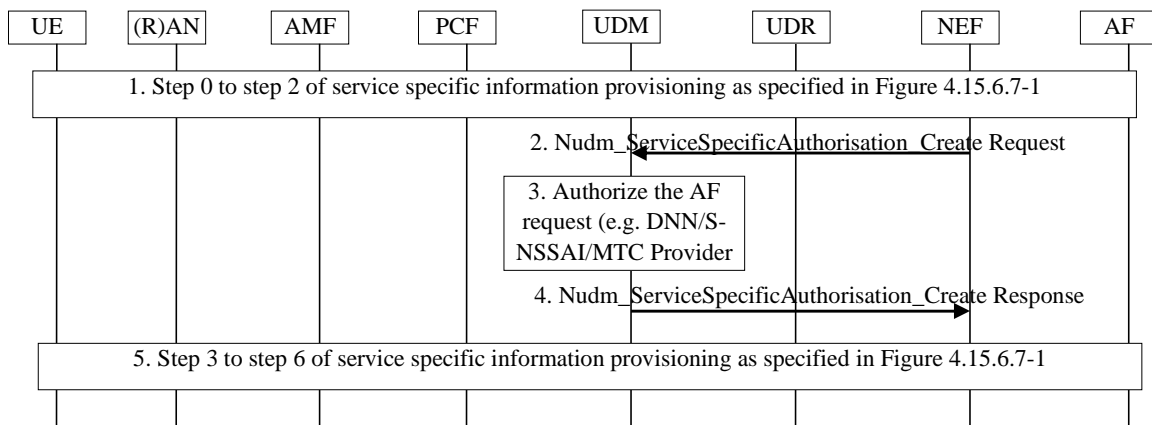 UE (R)AN AMF PCF UDM UDR NEF AF
1. Step 0 to step 2 of service specific information provisioning as specified in Figure 4.15.6.7-1
2. Nudm_ServiceSpecificAuthorisation_Create Request
3. Authorize the AF
request (e.g. DNN/S-
NSSAI/MTC Provider
4. Nudm_ServiceSpecificAuthorisation_Create Response
5. Step 3 to step 6 of service specific information provisioning as specified in Figure 4.15.6.7-1